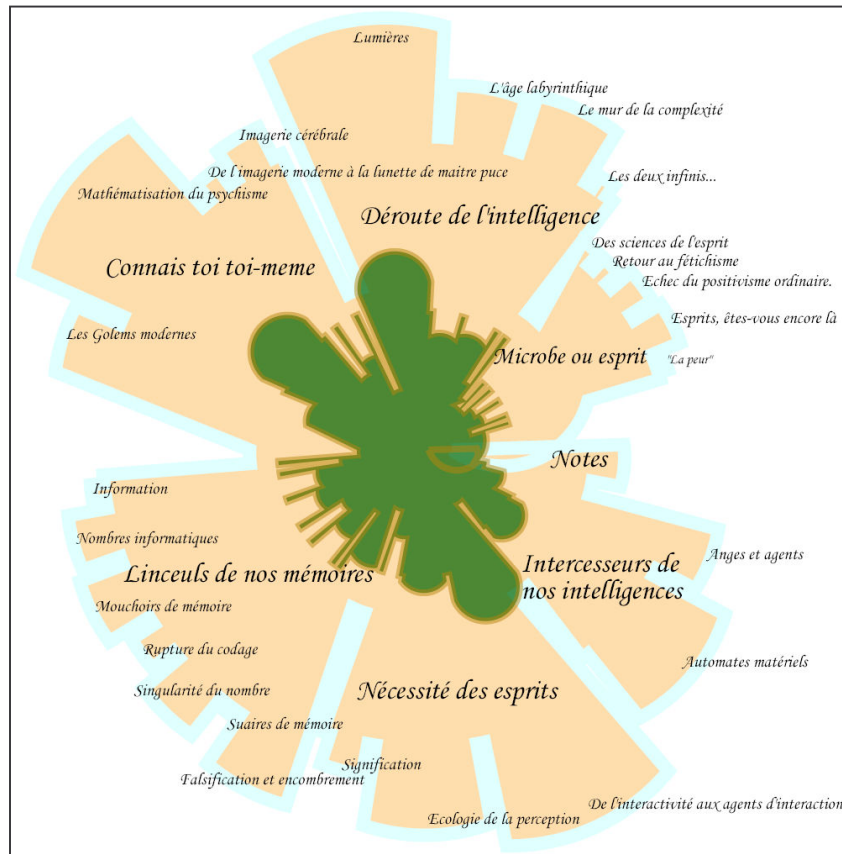 Lumières
L'âge labyrinthique
Le mur de la complexité
Imagerie cérébrale
De l'imagerie moderne à la lunette de maitre puce
Les deux infinis...
Mathématisation du psychisme
Déroute de l'intelligence
Des sciences de l'esprit
Retour au fétichisme
Connais toi toi-meme
Echec du positivisme ordinaire.
Esprits, êtes-vous encore là
Les Golems modernes
Microbe ou esprit
"La peur"
Notes
Information
Nombres informatiques
Anges et agents
Linceuls de nos mémoires
Intercesseurs de
nos intelligences
Mouchoirs de mémoire
Rupture du codage
Automates matériels
Singularité du nombre
Nécessité des esprits
Suaires de mémoire
Signification
Falsification et encombrement
De l'interactivité aux agents d'interaction
Ecologie de la perception